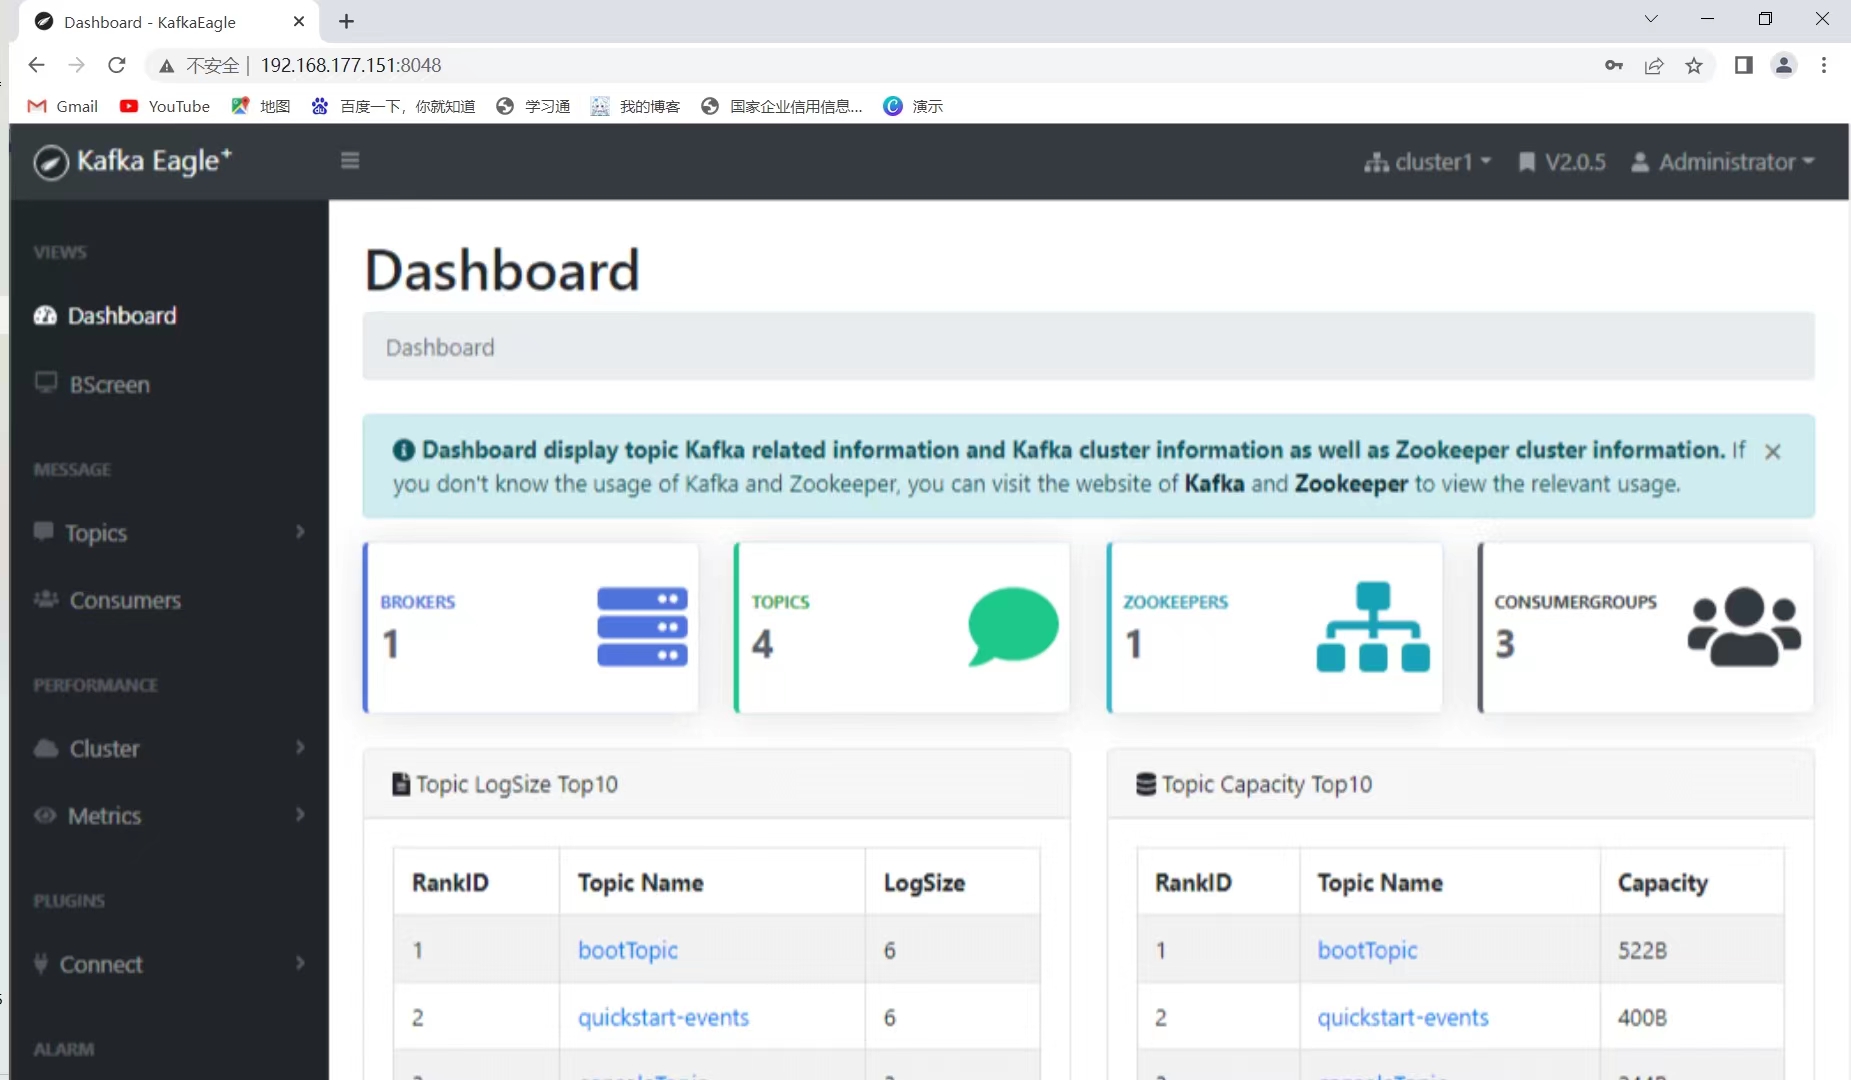 Dashboard - KafkaEagle
不安全 192.168.177.151:8048
Gmail YouTube 地图 百度一下，你就知道 学习通 我的博客 国家企业信用信息... 演示
Kafka Eagle+ cluster1 V2.0.5 Administrator
VIEWS
Dashboard
BScreen
MESSAGE
Topics
Consumers
PERFORMANCE
Cluster
Metrics
PLUGINS
Connect
ALARM
Dashboard
Dashboard
Dashboard display topic Kafka related information and Kafka cluster information as well as Zookeeper cluster information. If
you don't know the usage of Kafka and Zookeeper, you can visit the website of Kafka and Zookeeper to view the relevant usage.
BROKERS
1
TOPICS
4
ZOOKEEPERS
1
CONSUMERGROUPS
3
Topic LogSize Top10
RankID Topic Name LogSize
1 bootTopic 6
2 quickstart-events 6
Topic Capacity Top10
RankID Topic Name Capacity
1 bootTopic 522B
2 quickstart-events 400B